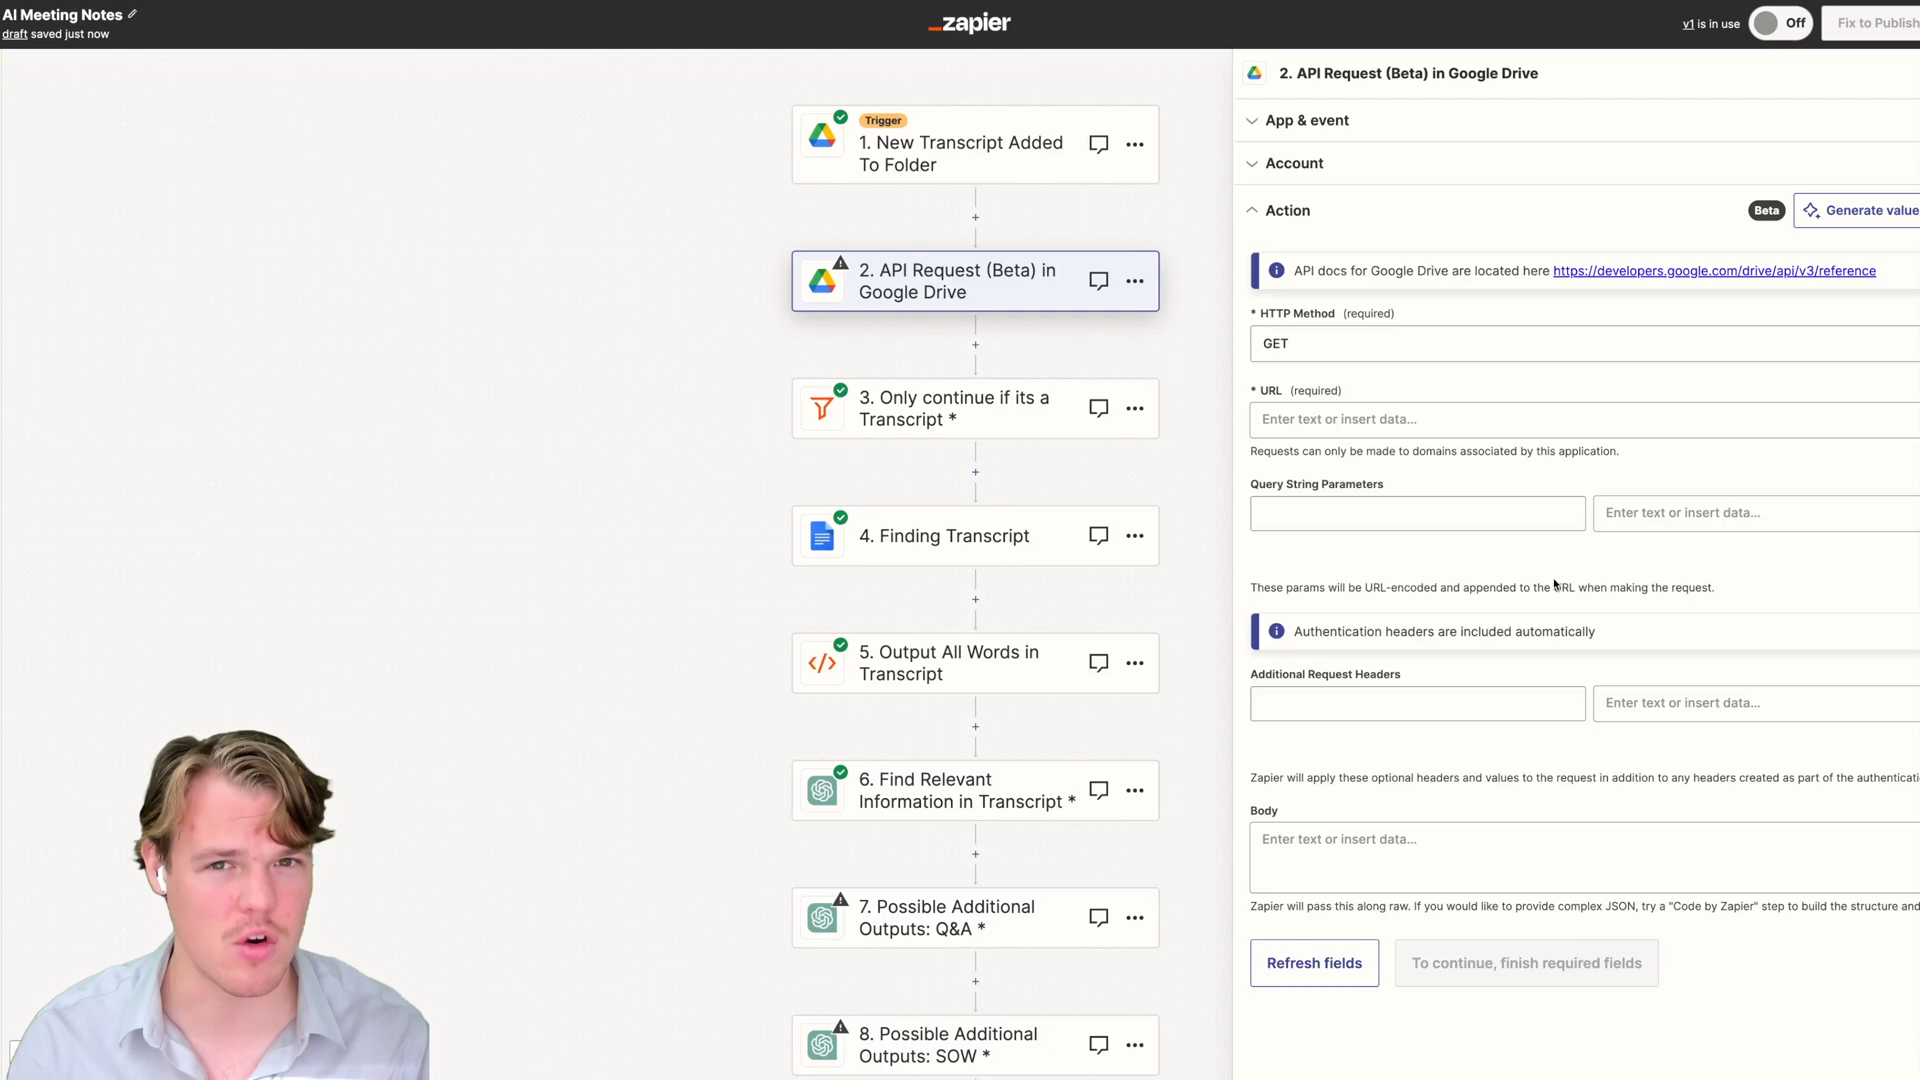 AI Meeting Notes
draft saved just now
_zapier
v1 is in use
Off
Fix to Publish
Trigger
1. New Transcript Added
To Folder
2. API Request (Beta) in
Google Drive
3. Only continue if its a
Transcript *
4. Finding Transcript
5. Output All Words in
Transcript
6. Find Relevant
Information in Transcript *
7. Possible Additional
Outputs: Q&A *
8. Possible Additional
Outputs: SOW *
2. API Request (Beta) in Google Drive
App & event
Account
Action
Beta
Generate value
API docs for Google Drive are located here https://developers.google.com/drive/api/v3/reference
* HTTP Method (required)
GET
* URL (required)
Enter text or insert data...
Requests can only be made to domains associated by this application.
Query String Parameters
Enter text or insert data...
These params will be URL-encoded and appended to the URL when making the request.
Authentication headers are included automatically
Additional Request Headers
Enter text or insert data...
Zapier will apply these optional headers and values to the request in addition to any headers created as part of the authenticati
Body
Enter text or insert data...
Zapier will pass this along raw. If you would like to provide complex JSON, try a "Code by Zapier" step to build the structure and
Refresh fields
To continue, finish required fields